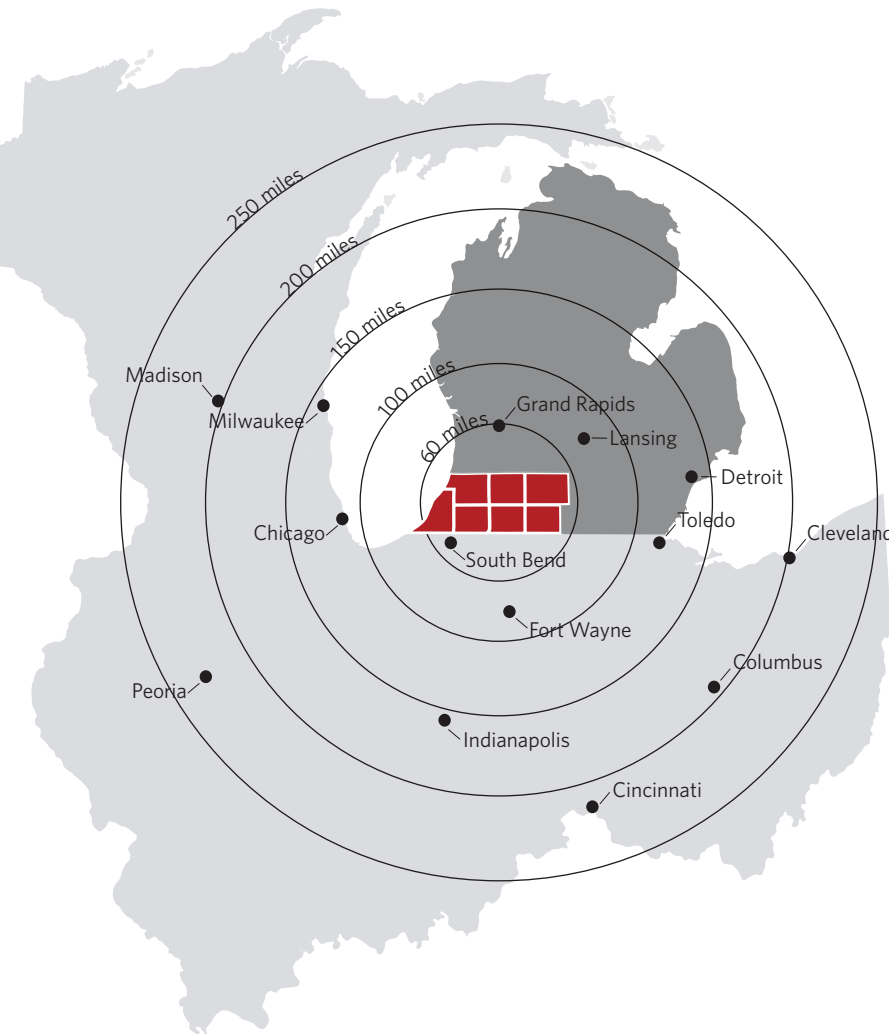 250 miles
200 miles
150 miles
100 miles
60 miles
Madison
Milwaukee
Grand Rapids
Lansing
Detroit
Toledo
Cleveland
Chicago
South Bend
Fort Wayne
Columbus
Peoria
Indianapolis
Cincinnati